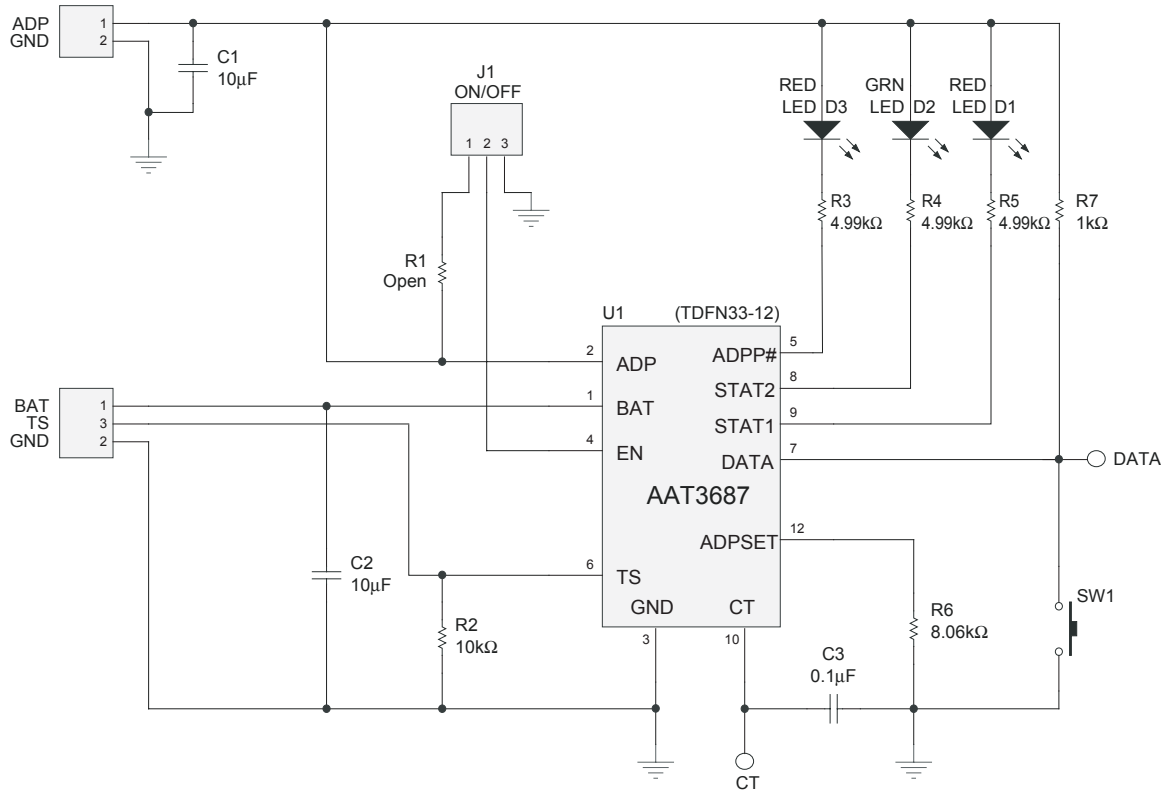 ADP 1
GND 2
C1
10μF
J1
ON/OFF
1 2 3
RED
LED D3
GRN
LED D2
RED
LED D1
R3
4.99kΩ
R4
4.99kΩ
R5
4.99kΩ
R7
1kΩ
R1
Open
U1 (TDFN33-12)
2 ADP
1 BAT
4 EN
6 TS
ADPP# 5
STAT2 8
STAT1 9
DATA 7
AAT3687
ADPSET 12
GND CT
3 10
DATA
BAT 1
TS 3
GND 2
C2
10μF
R2
10kΩ
C3
0.1μF
R6
8.06kΩ
SW1
CT